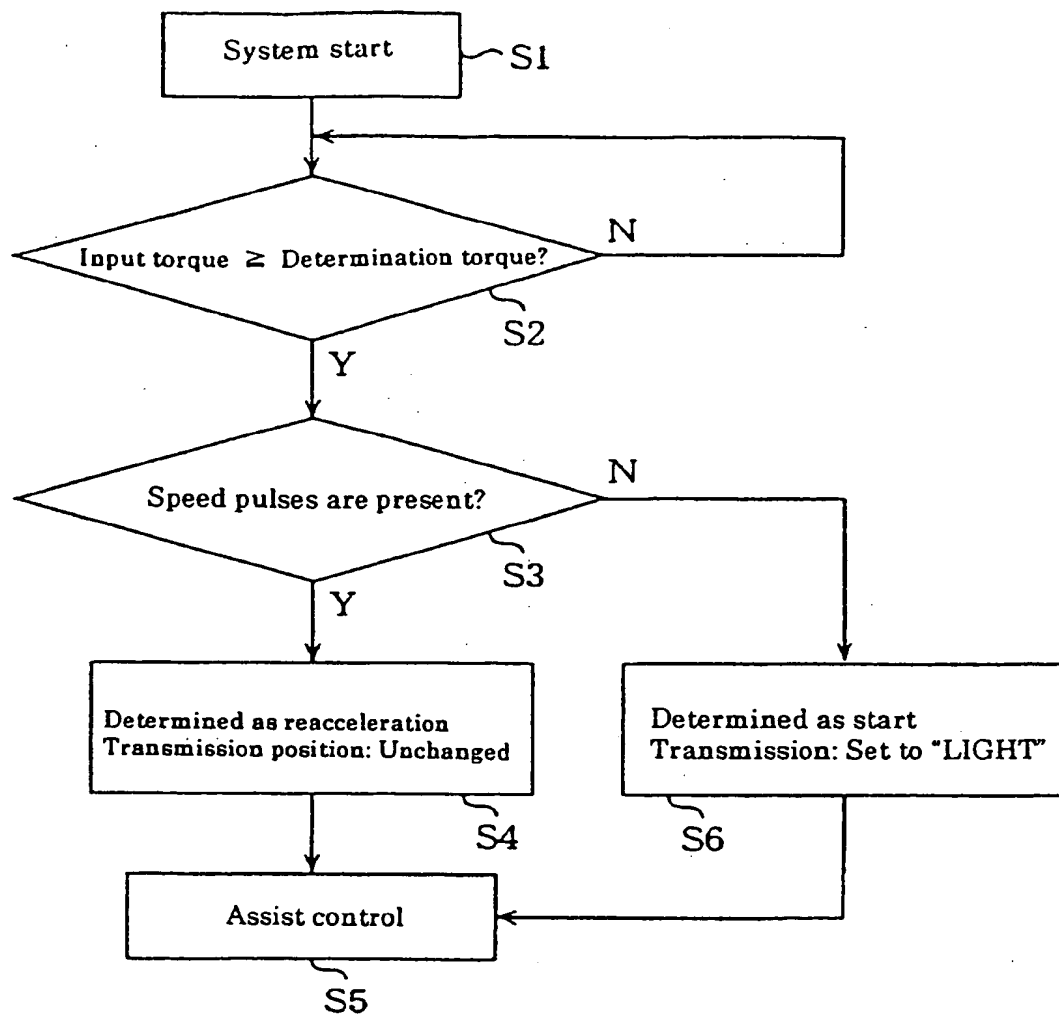 System start
S1
Input torque ≧ Determination torque?
N
S2
Y
Speed pulses are present?
N
S3
Y
Determined as reacceleration
Transmission position: Unchanged
S4
Determined as start
Transmission: Set to "LIGHT"
S6
Assist control
S5